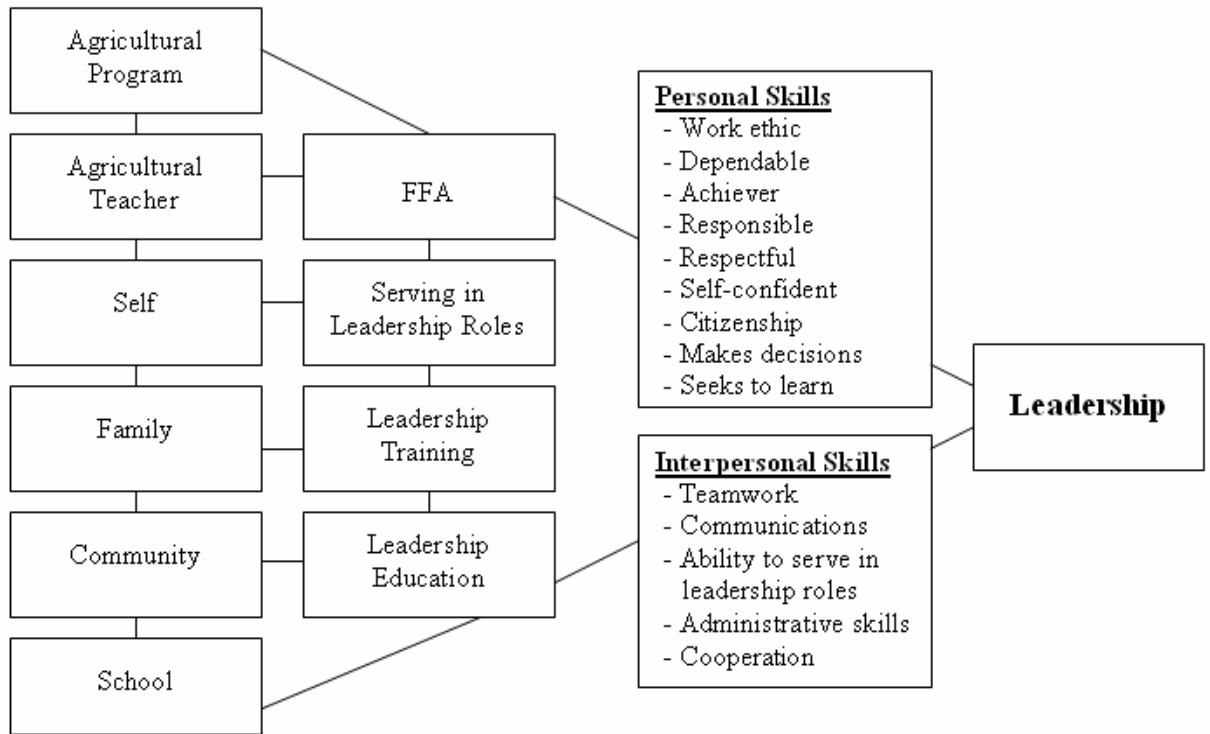 Agricultural
Program
Agricultural
Teacher
Self
Family
Community
School
FFA
Serving in
Leadership Roles
Leadership
Training
Leadership
Education
Personal Skills
- Work ethic
- Dependable
- Achiever
- Responsible
- Respectful
- Self-confident
- Citizenship
- Makes decisions
- Seeks to learn
Interpersonal Skills
- Teamwork
- Communications
- Ability to serve in
leadership roles
- Administrative skills
- Cooperation
Leadership